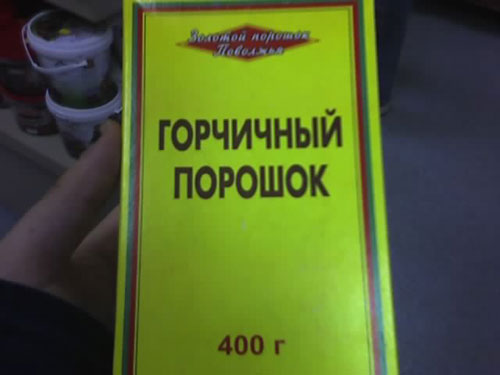 Золотой порошок
Поволжья
ГОРЧИЧНЫЙ
ПОРОШОК
400 г